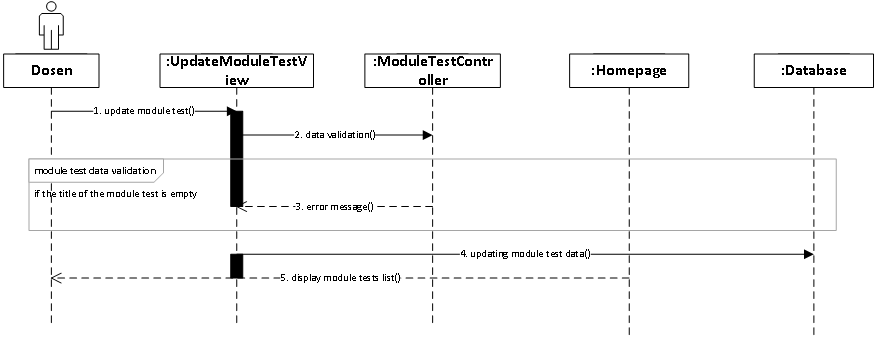 Dosen
:UpdateModuleTestV
iew
:ModuleTestContr
oller
:Homepage
:Database
1. update module test()
2. data validation()
module test data validation
if the title of the module test is empty
3. error message()
4. updating module test data()
5. display module tests list()